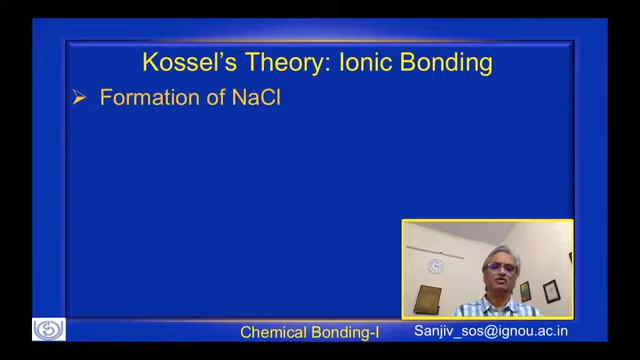 Kossel's Theory: Ionic Bonding
➢ Formation of NaCl
Chemical Bonding-I
Sanjiv_sos@ignou.ac.in